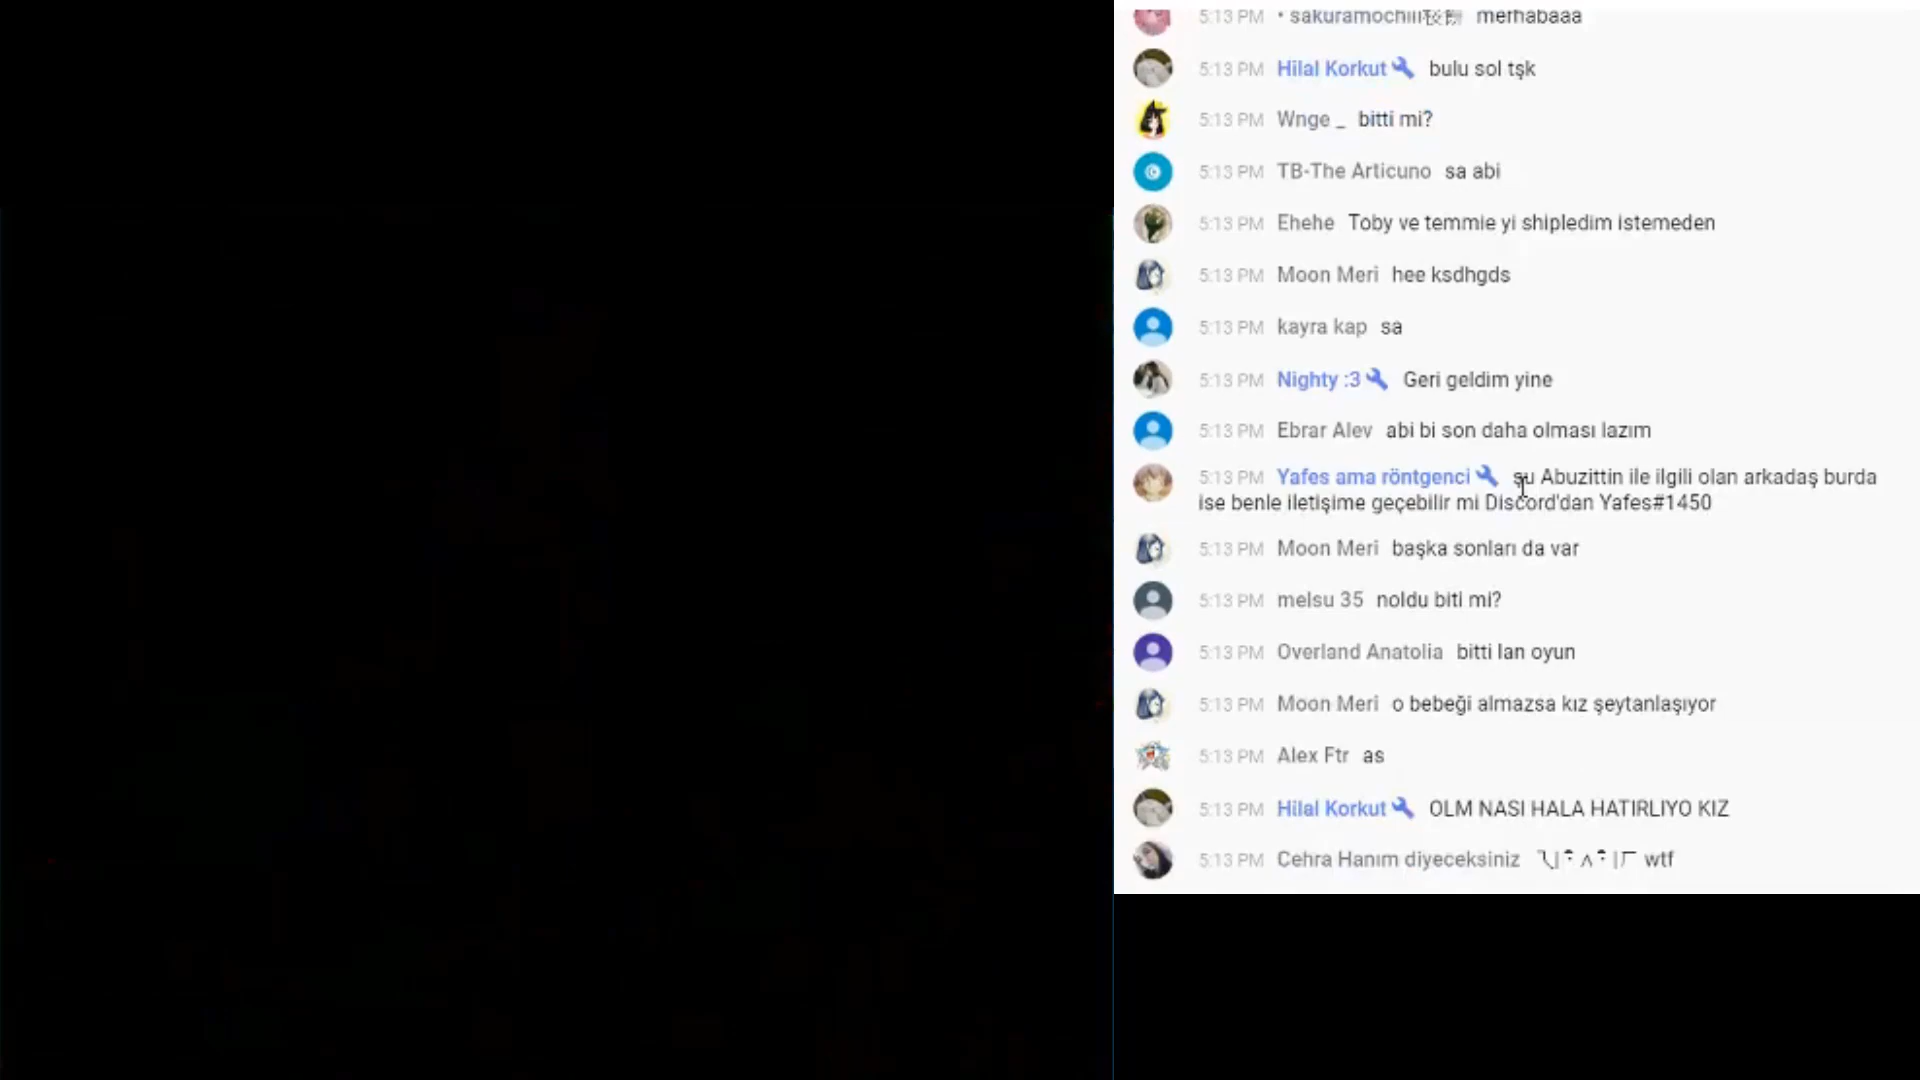 5:13 PM • sakuramochiii merhabaaa
5:13 PM Hilal Korkut bulu sol tşk
5:13 PM Wnge _ bitti mi?
5:13 PM TB-The Articuno sa abi
5:13 PM Ehehe Toby ve temmie yi shipledim istemeden
5:13 PM Moon Meri hee ksdhgds
5:13 PM kayra kap sa
5:13 PM Nighty :3 Geri geldim yine
5:13 PM Ebrar Alev abi bi son daha olması lazım
5:13 PM Yafes ama röntgenci şu Abuzittin ile ilgili olan arkadaş burda
ise benle iletişime geçebilir mi Discord'dan Yafes#1450
5:13 PM Moon Meri başka sonları da var
5:13 PM melsu 35 noldu biti mi?
5:13 PM Overland Anatolia bitti lan oyun
5:13 PM Moon Meri o bebeği almazsa kız şeytanlaşıyor
5:13 PM Alex Ftr as
5:13 PM Hilal Korkut OLM NASI HALA HATIRLIYO KIZ
5:13 PM Cehra Hanım diyeceksiniz wtf